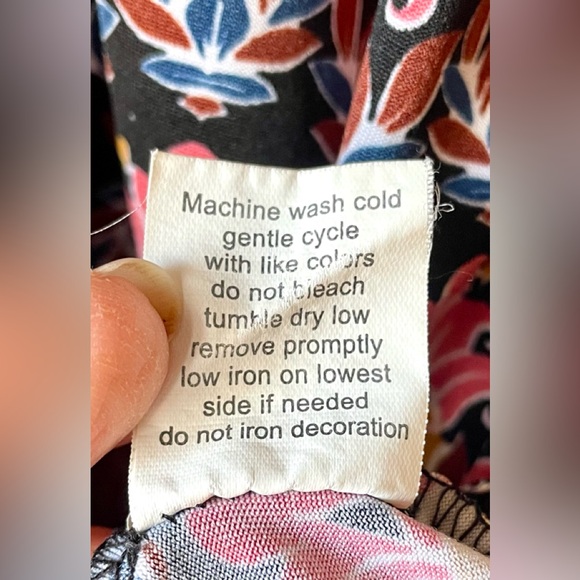 Machine wash cold
gentle cycle
with like colors
do not bleach
tumble dry low
remove promptly
low iron on lowest
side if needed
do not iron decoration